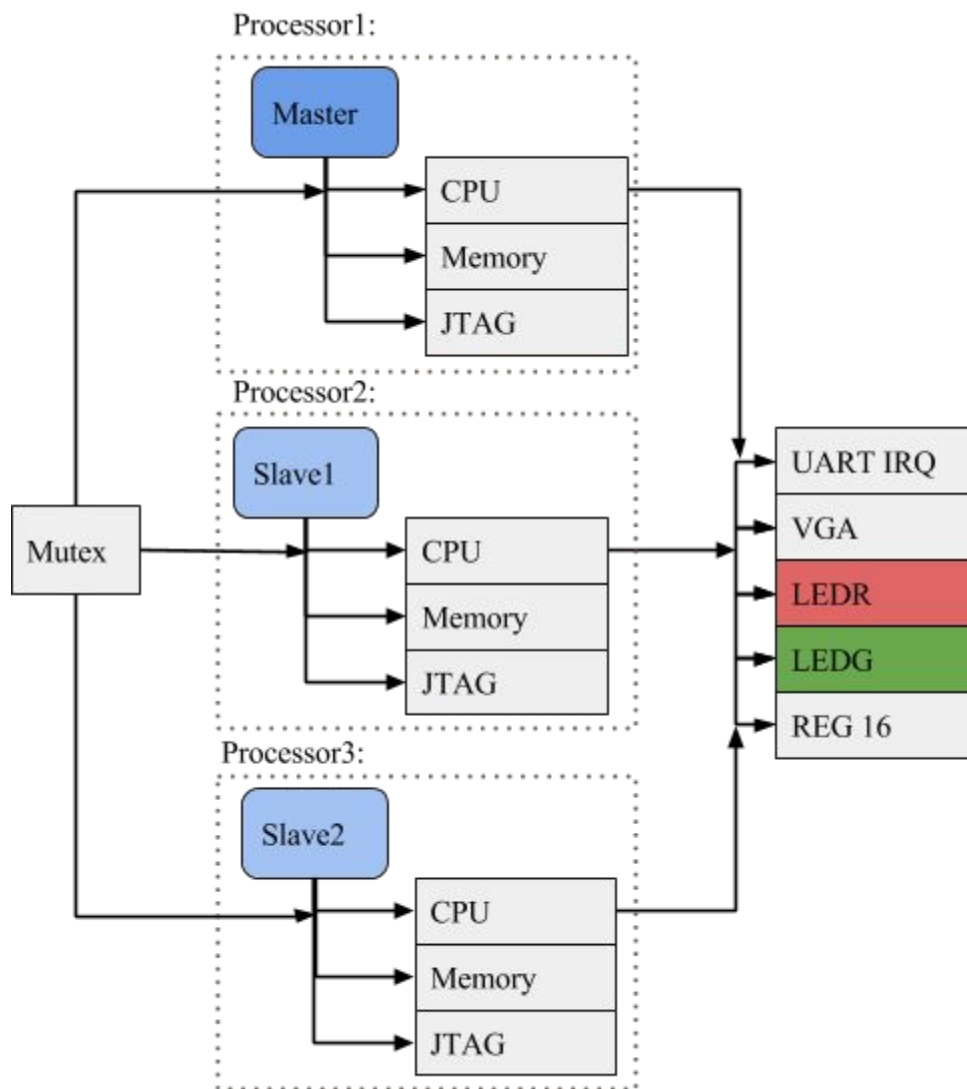 Processor1:
Master
CPU
Memory
JTAG
Processor2:
Slave1
CPU
Memory
JTAG
Mutex
UART IRQ
VGA
LEDR
LEDG
REG 16
Processor3:
Slave2
CPU
Memory
JTAG